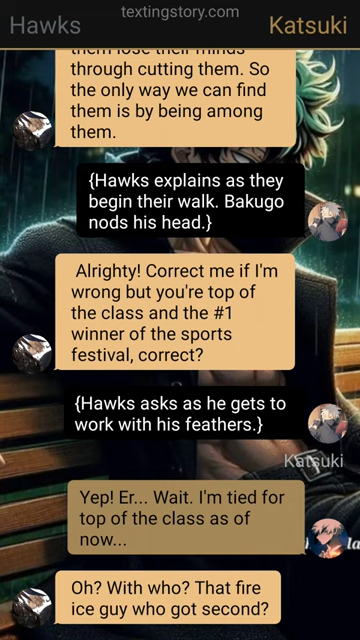 textingstory.com
Hawks
Katsuki
them lose their minds
through cutting them. So
the only way we can find
them is by being among
them.
{Hawks explains as they
begin their walk. Bakugo
nods his head.}
Alrighty! Correct me if I'm
wrong but you're top of
the class and the #1
winner of the sports
festival, correct?
{Hawks asks as he gets to
work with his feathers.}
Katsuki
Yep! Er... Wait. I'm tied for
top of the class as of
now...
Oh? With who? That fire
ice guy who got second?